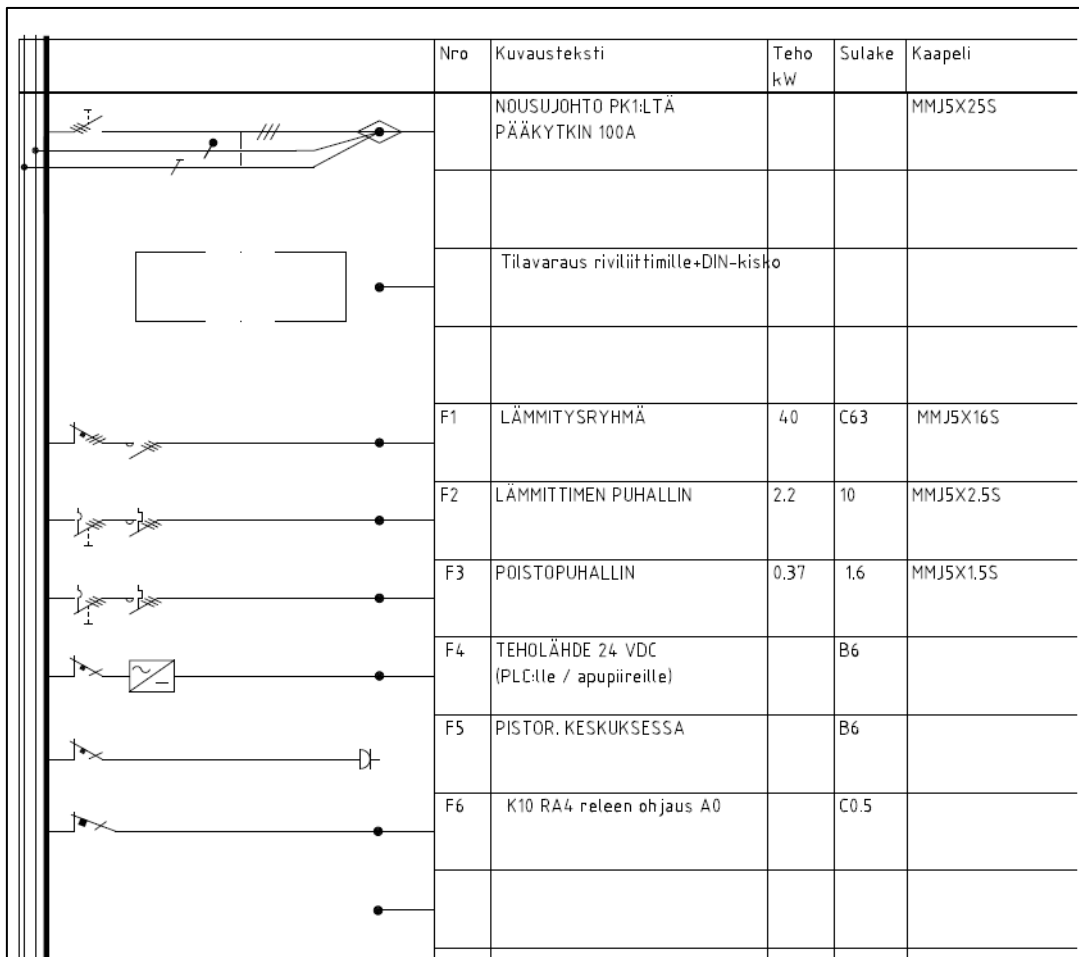 Nro Kuvausteksti Teho Sulake Kaapeli
kW
NOUSUJOHTO PK1:LTÄ MMJ5X25S
PÄÄKYTKIN 100A
Tilavaraus riviliittimille+DIN-kisko
F1 LÄMMITYSRYHMÄ 40 C63 MMJ5X16S
F2 LÄMMITTIMEN PUHALLIN 2.2 10 MMJ5X2.5S
F3 POISTOPUHALLIN 0.37 1.6 MMJ5X1.5S
F4 TEHOLÄHDE 24 VDC B6
(PLC:lle / apupiireille)
F5 PISTOR. KESKUKSESSA B6
F6 K10 RA4 releen ohjaus A0 C0.5